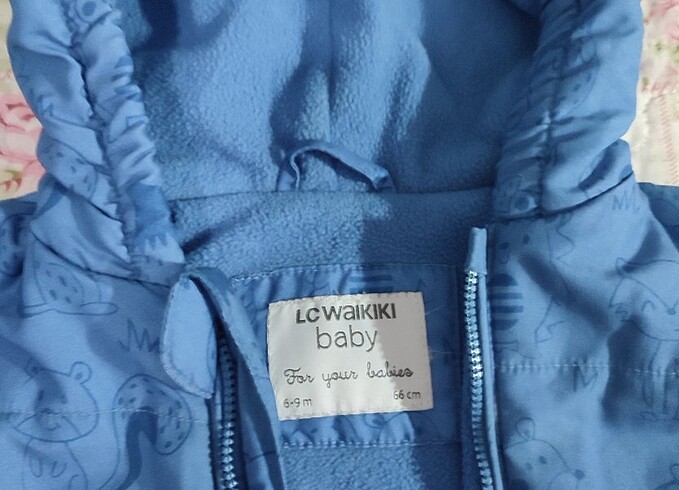 LC WAIKIKI
baby
For your babies
6-9 m 66 cm